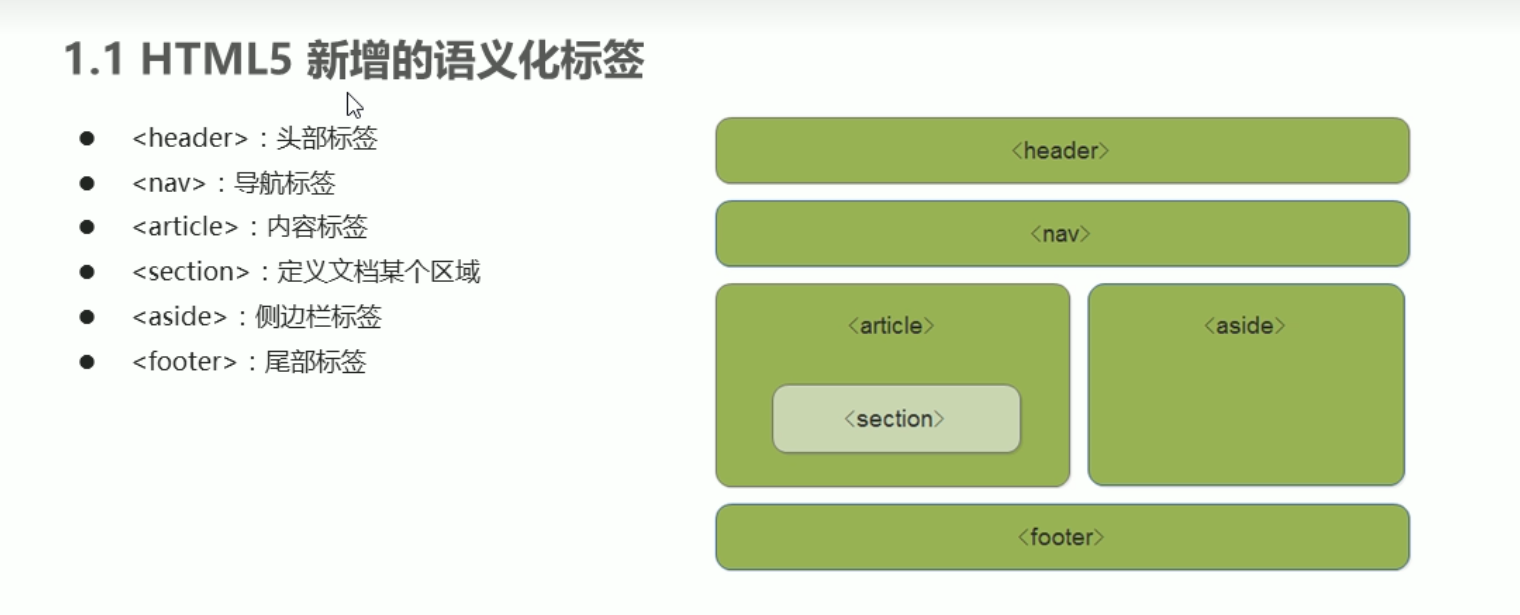 1.1 HTML5 新增的语义化标签
<header>：头部标签
<nav>：导航标签
<article>：内容标签
<section>：定义文档某个区域
<aside>：侧边栏标签
<footer>：尾部标签
<header>
<nav>
<article>
<aside>
<section>
<footer>